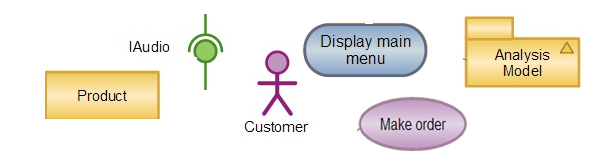 IAudio
Display main
menu
Analysis
Model
Product
Customer
Make order